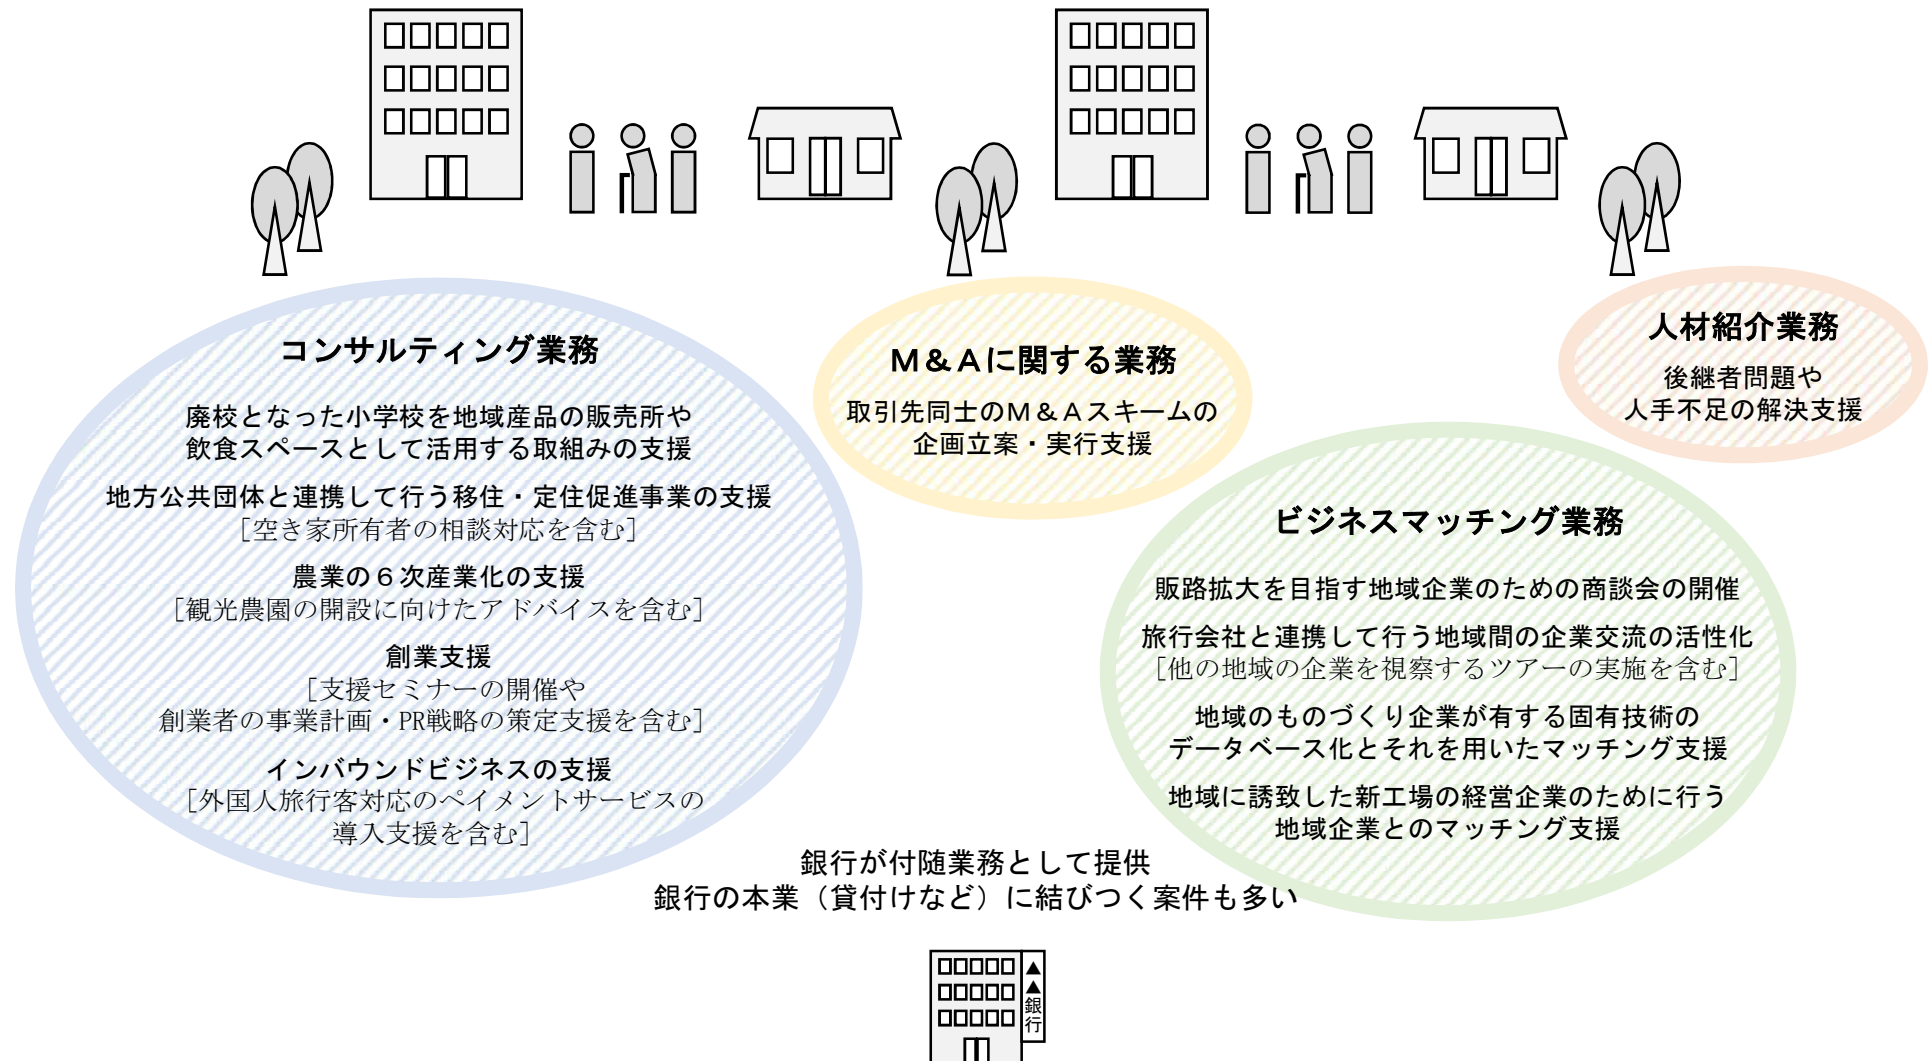 コンサルティング業務
廃校となった小学校を地域産品の販売所や
飲食スペースとして活用する取組みの支援
地方公共団体と連携して行う移住・定住促進事業の支援
［空き家所有者の相談対応を含む］
農業の６次産業化の支援
［観光農園の開設に向けたアドバイスを含む］
創業支援
［支援セミナーの開催や
創業者の事業計画・PR戦略の策定支援を含む］
インバウンドビジネスの支援
［外国人旅行客対応のペイメントサービスの
導入支援を含む］
Ｍ＆Ａに関する業務
取引先同士のＭ＆Ａスキームの
企画立案・実行支援
人材紹介業務
後継者問題や
人手不足の解決支援
ビジネスマッチング業務
販路拡大を目指す地域企業のための商談会の開催
旅行会社と連携して行う地域間の企業交流の活性化
［他の地域の企業を視察するツアーの実施を含む］
地域のものづくり企業が有する固有技術の
データベース化とそれを用いたマッチング支援
地域に誘致した新工場の経営企業のために行う
地域企業とのマッチング支援
銀行が付随業務として提供
銀行の本業（貸付けなど）に結びつく案件も多い
▲▲銀行